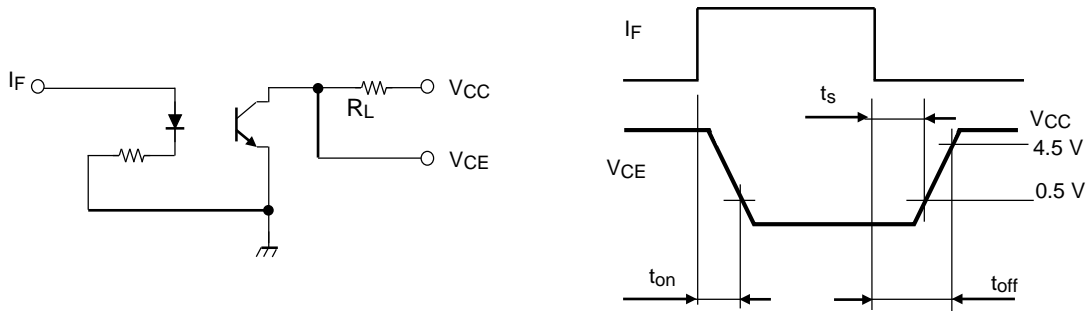 IF
RL
VCC
VCE
IF
ts
VCC
4.5 V
VCE
0.5 V
ton
toff